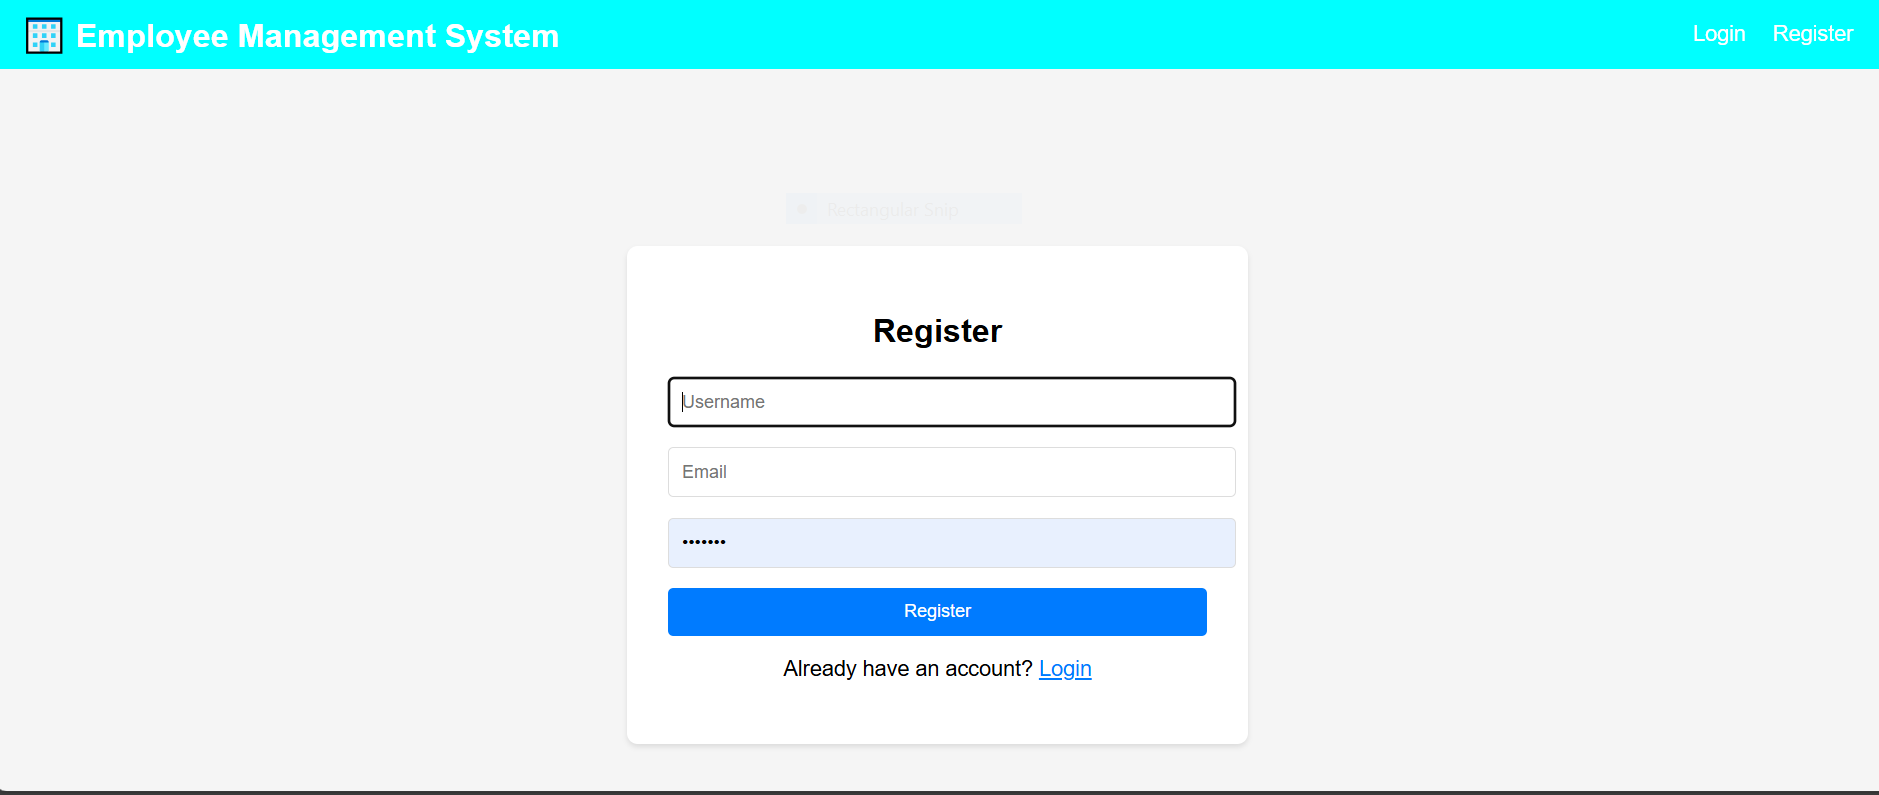 Employee Management System
Login
Register
Rectangular Snip
Register
Username
Email
•••••••
Register
Already have an account? Login